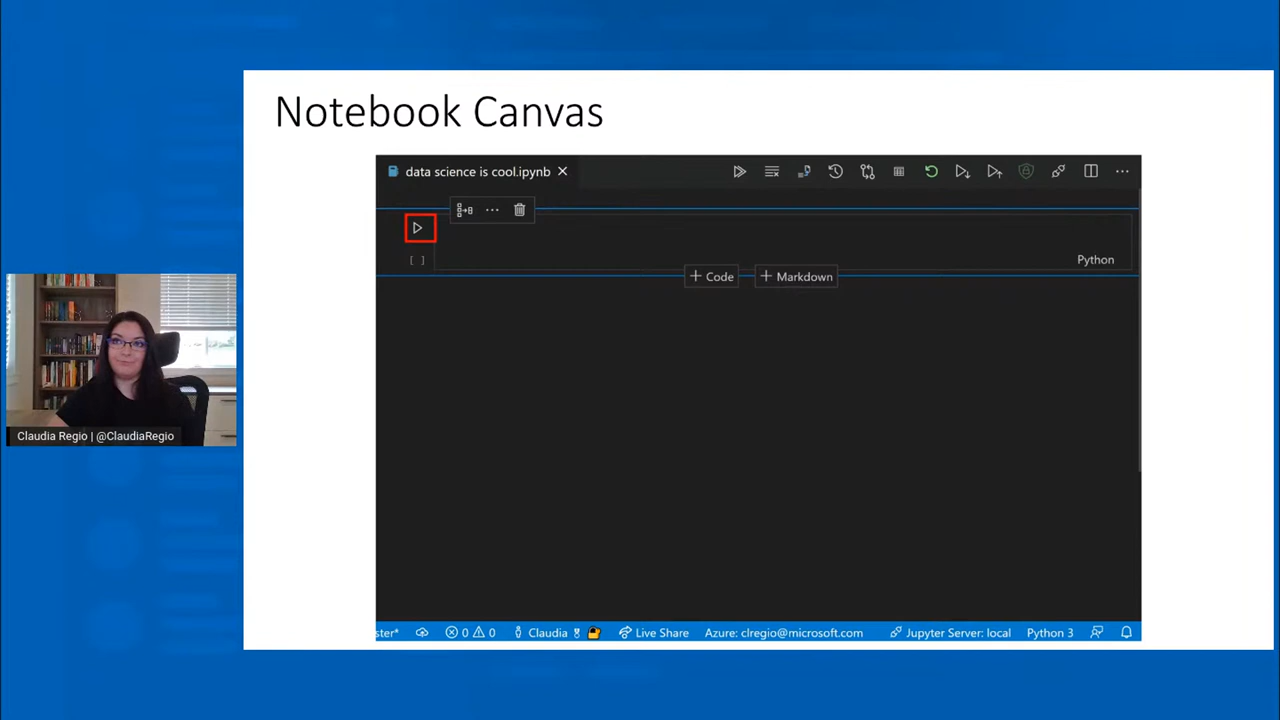 Notebook Canvas
data science is cool.ipynb
[ ]
Python
+ Code
+ Markdown
Claudia Regio | @ClaudiaRegio
ster* 0 0 Claudia Live Share Azure: clregio@microsoft.com Jupyter Server: local Python 3